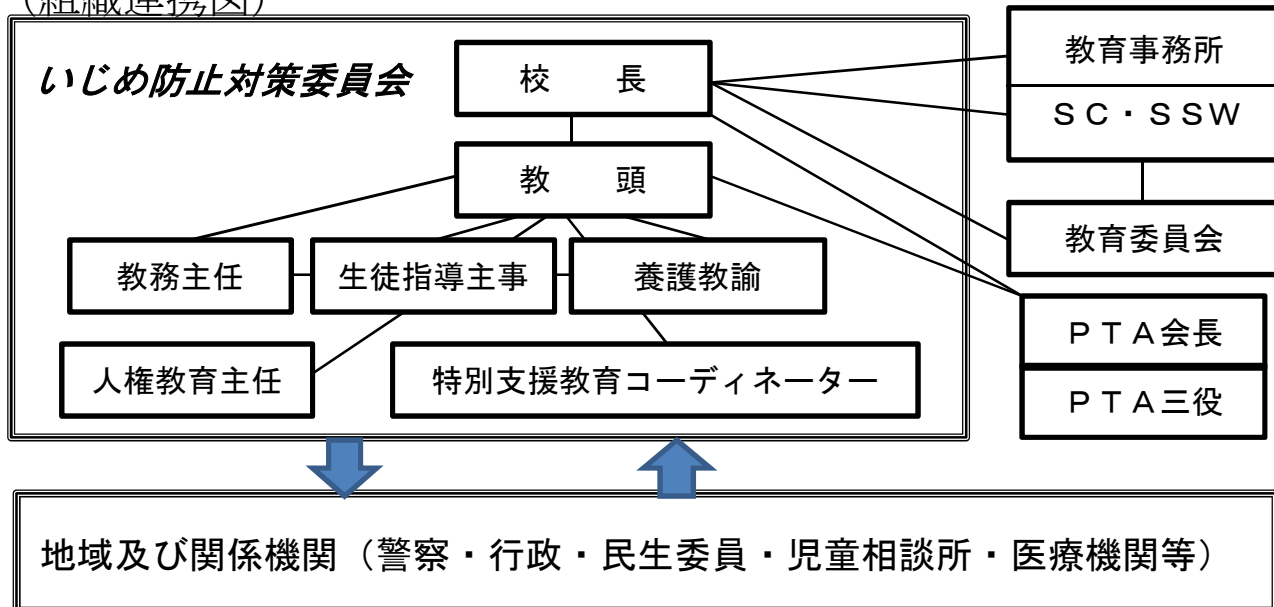 (組織連携図)
いじめ防止対策委員会
校　　長
教　　頭
教務主任
生徒指導主事
養護教諭
人権教育主任
特別支援教育コーディネーター
教育事務所
ＳＣ・ＳＳＷ
教育委員会
ＰＴＡ会長
ＰＴＡ三役
地域及び関係機関（警察・行政・民生委員・児童相談所・医療機関等）